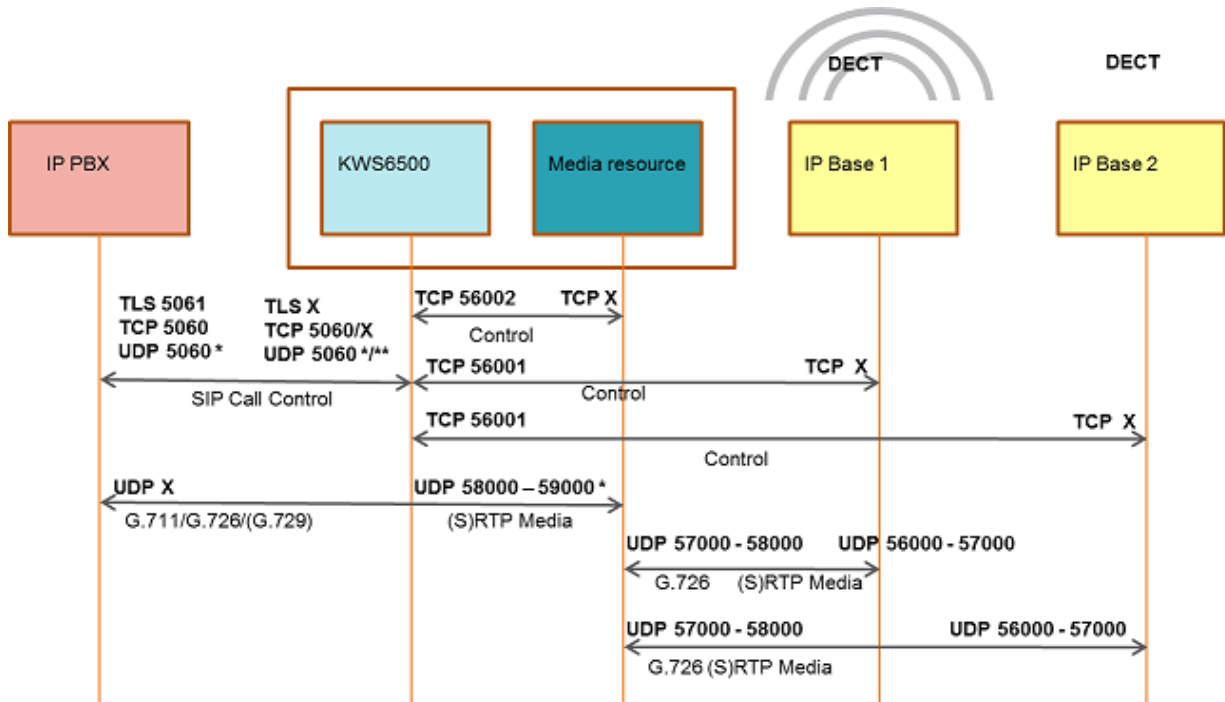 DECT
DECT
IP PBX
KWS6500
Media resource
IP Base 1
IP Base 2
TLS 5061
TCP 5060
UDP 5060 *
TLS X
TCP 5060/X
UDP 5060 */**
SIP Call Control
TCP 56002
TCP X
Control
TCP 56001
TCP X
Control
TCP 56001
TCP X
Control
UDP X
UDP 58000 – 59000 *
G.711/G.726/(G.729)
(S)RTP Media
UDP 57000 - 58000
UDP 56000 - 57000
G.726
(S)RTP Media
UDP 57000 - 58000
UDP 56000 - 57000
G.726 (S)RTP Media